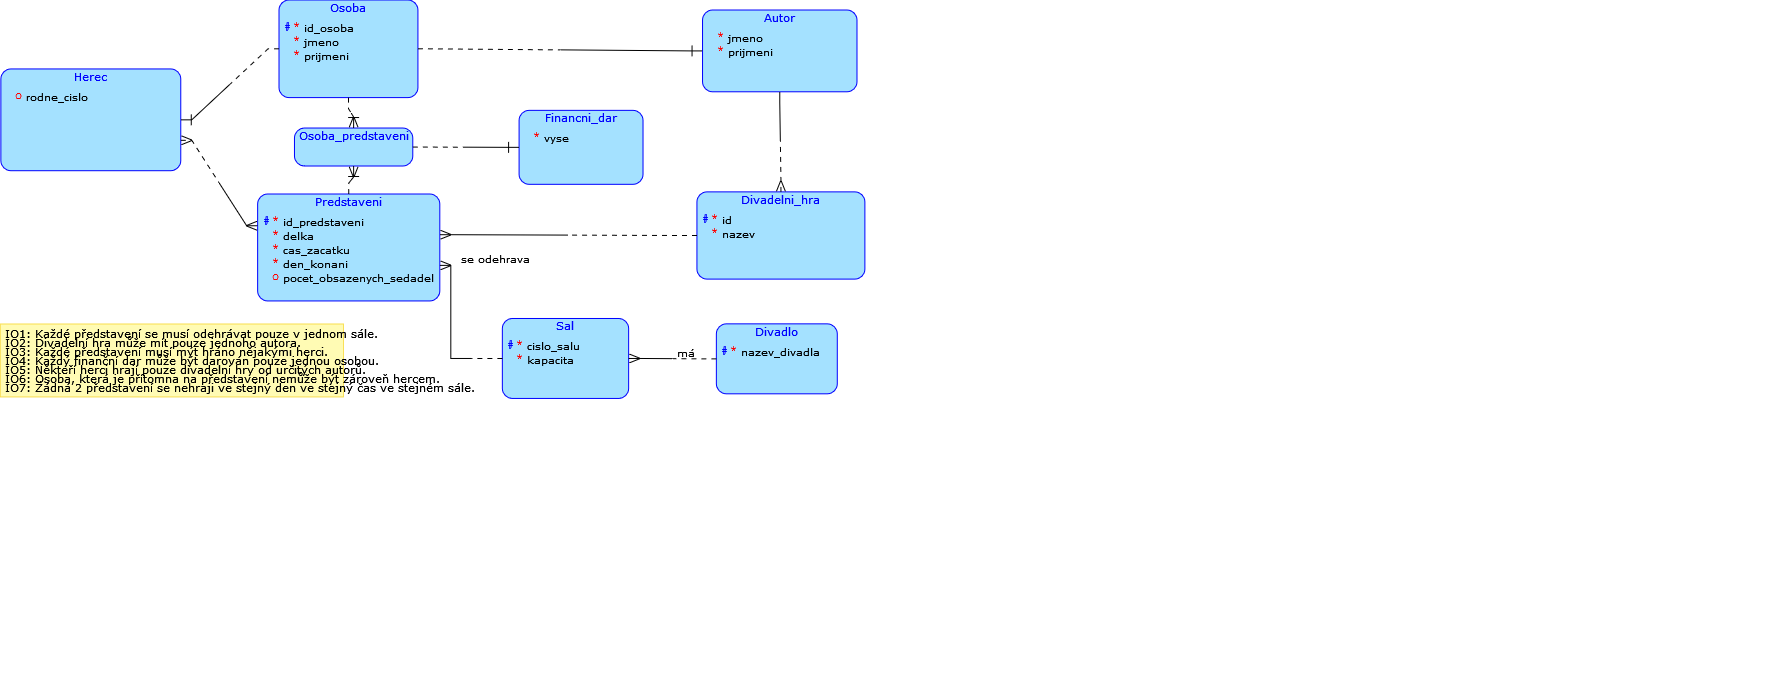 Osoba
# * id_osoba
* jmeno
* prijmeni
Autor
* jmeno
* prijmeni
Herec
o rodne_cislo
Osoba_predstaveni
Financni_dar
* vyse
Predstaveni
# * id_predstaveni
* delka
* cas_zacatku
* den_konani
o pocet_obsazenych_sedadel
Divadelni_hra
# * id
* nazev
se odehrava
Sal
# * cislo_salu
* kapacita
má
Divadlo
# * nazev_divadla
IO1: Každé představení se musí odehrávat pouze v jednom sále.
IO2: Divadelní hra může mít pouze jednoho autora.
IO3: Každé představení musí mýt hráno nějakými herci.
IO4: Každý finanční dar může být darován pouze jednou osobou.
IO5: Někteří herci hrají pouze divadelní hry od určitých autorů.
IO6: Osoba, která je přítomna na představení nemůže být zároveň hercem.
IO7: Žádná 2 představení se nehrají ve stejný den ve stejný čas ve stejném sále.